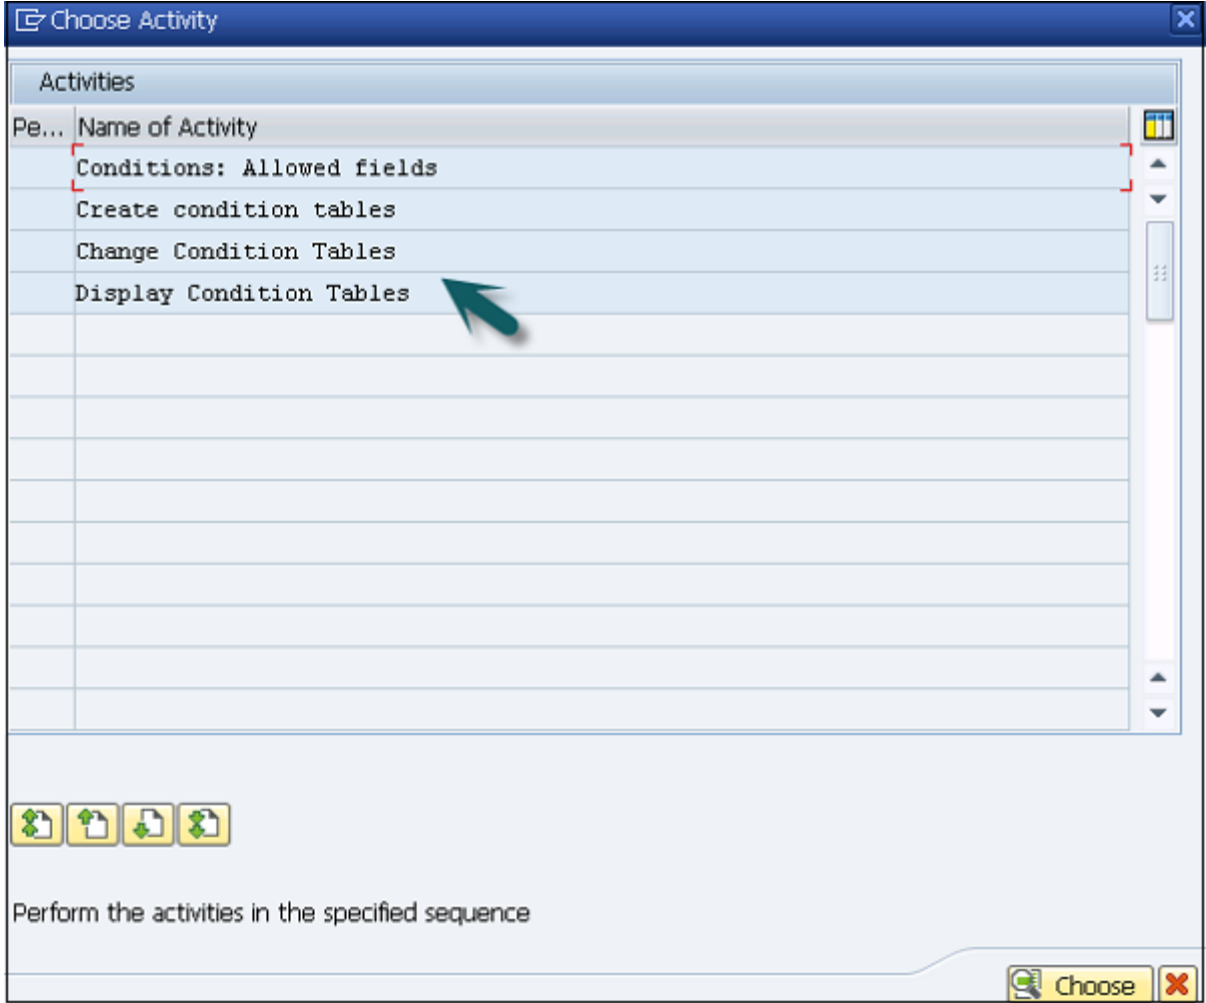 Choose Activity
Activities
Pe... Name of Activity
Conditions: Allowed fields
Create condition tables
Change Condition Tables
Display Condition Tables
Perform the activities in the specified sequence
Choose